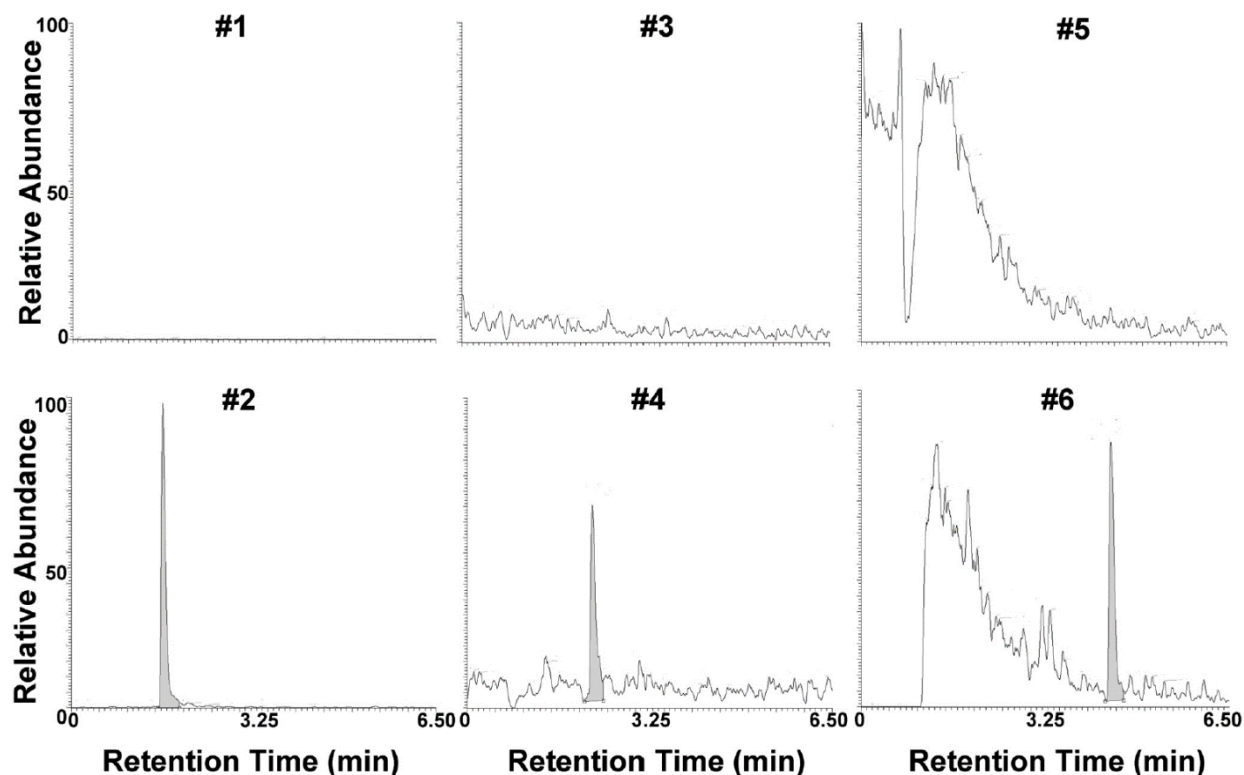 #1 #3 #5
Relative Abundance
100
50
0
#2 #4 #6
Relative Abundance
100
50
0 0 3.25 6.50 0 3.25 6.50 0 3.25 6.50
Retention Time (min) Retention Time (min) Retention Time (min)